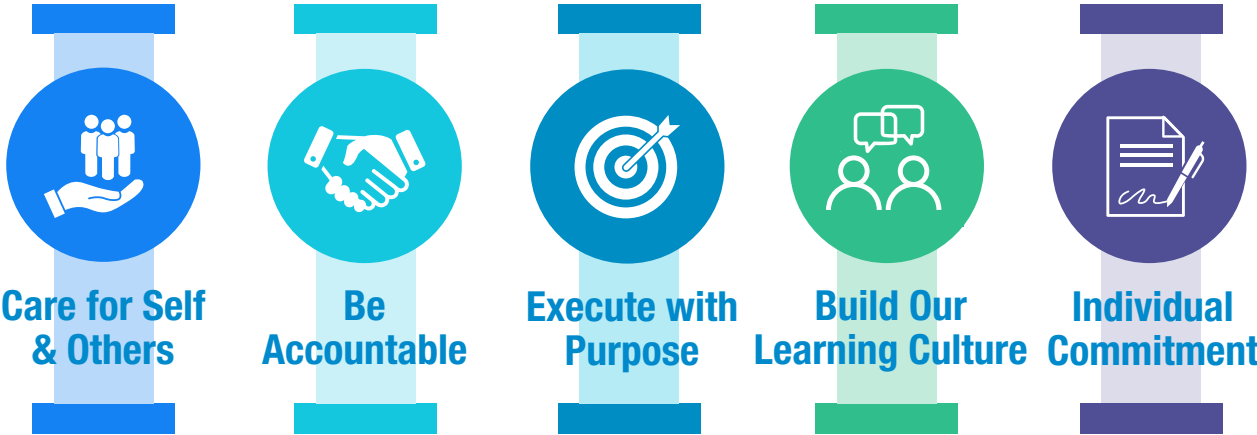 Care for Self
& Others
Be
Accountable
Execute with
Purpose
Build Our
Learning Culture
Individual
Commitment